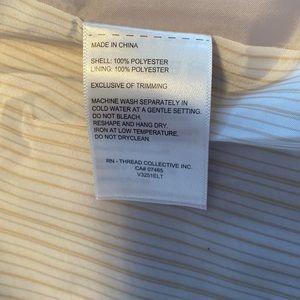 MADE IN CHINA
SHELL: 100% POLYESTER
LINING: 100% POLYESTER
EXCLUSIVE OF TRIMMING
MACHINE WASH SEPARATELY IN
COLD WATER AT A GENTLE SETTING.
DO NOT BLEACH.
RESHAPE AND HANG DRY.
IRON AT LOW TEMPERATURE.
DO NOT DRYCLEAN.
RN - THREAD COLLECTIVE INC.
CA# 07465
V3251ELT